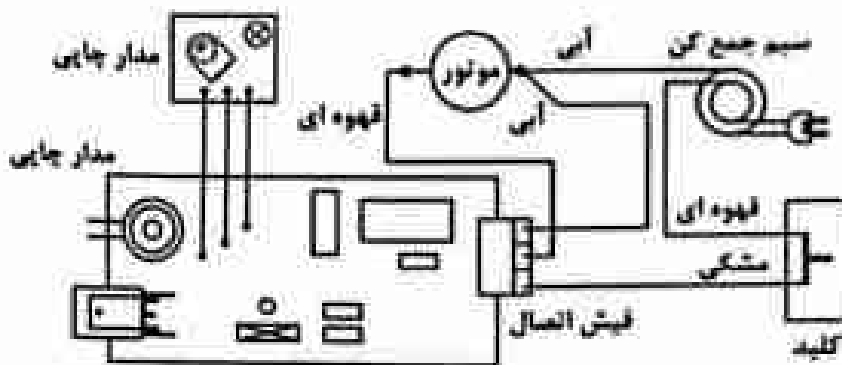 سیم جمع کن
آبی
موتور
مدار چاپی
آبی
قهوه ای
مدار چاپی
قهوه ای
مشکی
فیش اتصال
کلید